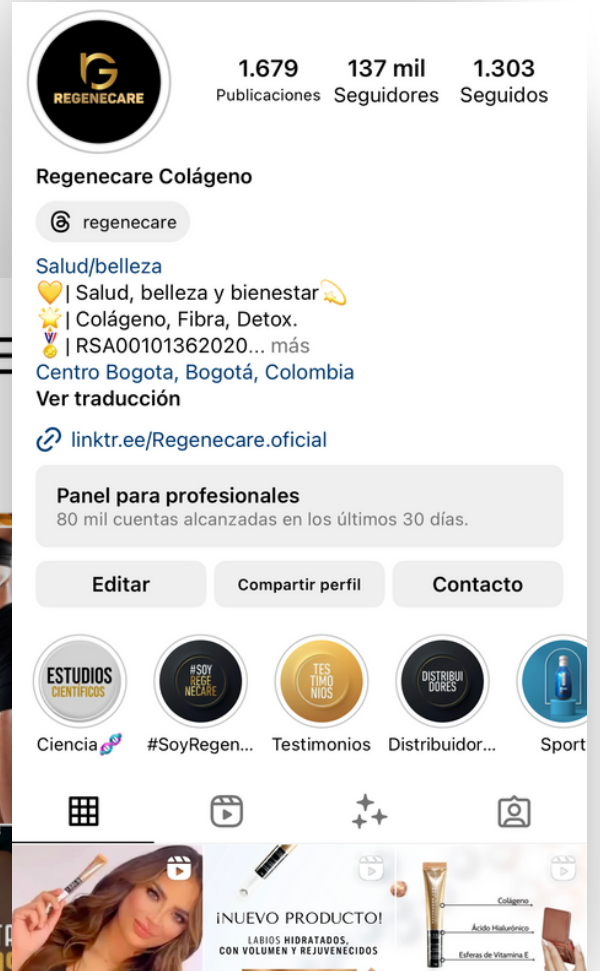 REGENECARE
1.679 137 mil 1.303
Publicaciones Seguidores Seguidos
Regenecare Colágeno
regenecare
Salud/belleza
💛| Salud, belleza y bienestar💫
🌟| Colágeno, Fibra, Detox.
🏅| RSA00101362020... más
Centro Bogota, Bogotá, Colombia
Ver traducción
linktr.ee/Regenecare.oficial
Panel para profesionales
80 mil cuentas alcanzadas en los últimos 30 días.
Editar Compartir perfil Contacto
ESTUDIOS
CIENTÍFICOS
#SOY
REGE
NECARE
TES
TIMO
NIOS
DISTRIBUI
DORES
Ciencia🧬 #SoyRegen... Testimonios Distribuidor... Sport
¡NUEVO PRODUCTO!
LABIOS HIDRATADOS,
CON VOLUMEN Y REJUVENECIDOS
Colágeno
Ácido Hialurónico
Esferas de Vitamina E